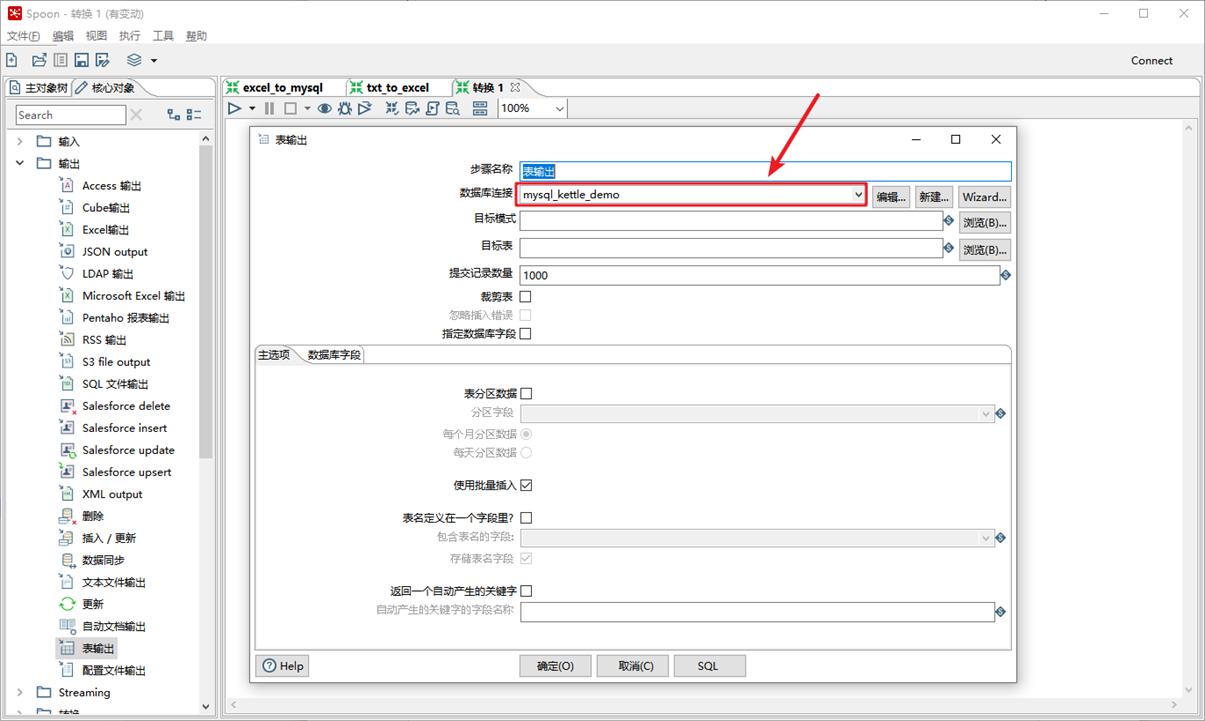 Spoon - 转换 1 (有变动)
文件(F) 编辑 视图 执行 工具 帮助
Connect
主对象树 核心对象
excel_to_mysql txt_to_excel 转换 1
Search
100%
输入
输出
Access 输出
Cube输出
Excel输出
JSON output
LDAP 输出
Microsoft Excel 输出
Pentaho 报表输出
RSS 输出
S3 file output
SQL 文件输出
Salesforce delete
Salesforce insert
Salesforce update
Salesforce upsert
XML output
删除
插入 / 更新
数据同步
文本文件输出
更新
自动文档输出
表输出
配置文件输出
Streaming
转换
表输出
步骤名称 表输出
数据库连接 mysql_kettle_demo 编辑... 新建... Wizard...
目标模式 浏览(B)...
目标表 浏览(B)...
提交记录数量 1000
裁剪表
忽略插入错误
指定数据库字段
主选项 数据库字段
表分区数据
分区字段
每个月分区数据
每天分区数据
使用批量插入
表名定义在一个字段里?
包含表名的字段:
存储表名字段
返回一个自动产生的关键字
自动产生的关键字的字段名称
Help 确定(O) 取消(C) SQL